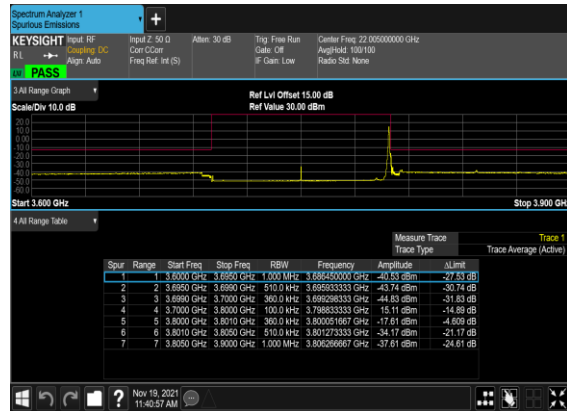 Spectrum Analyzer 1
Spurious Emissions
KEYSIGHT Input: RF Input Z: 50 Ω Atten: 30 dB Trig: Free Run Center Freq: 22.005000000 GHz
RL Coupling: DC Corr CCorr Gate: Off Avg|Hold: 100/100
Align: Auto Freq Ref: Int (S) IF Gain: Low Radio Std: None
PASS
3 All Range Graph
Ref Lvl Offset 15.00 dB
Scale/Div 10.0 dB Ref Value 30.00 dBm
20.0
10.0
0.00
-10.0
-20.0
-30.0
-40.0
-50.0
-60.0
Start 3.600 GHz Stop 3.900 GH
4 All Range Table
Measure Trace Trace 1
Trace Type Trace Average (Active)
Spur Range Start Freq Stop Freq RBW Frequency Amplitude ΔLimit
1 1 3.6000 GHz 3.6950 GHz 1.000 MHz 3.686450000 GHz -40.53 dBm -27.53 dB
2 2 3.6950 GHz 3.6990 GHz 510.0 kHz 3.695933333 GHz -43.74 dBm -30.74 dB
3 3 3.6990 GHz 3.7000 GHz 360.0 kHz 3.699298333 GHz -44.83 dBm -31.83 dB
4 4 3.7000 GHz 3.8000 GHz 100.0 kHz 3.798833333 GHz 15.11 dBm -14.89 dB
5 5 3.8000 GHz 3.8010 GHz 360.0 kHz 3.800051667 GHz -17.61 dBm -4.609 dB
6 6 3.8010 GHz 3.8050 GHz 510.0 kHz 3.801273333 GHz -34.17 dBm -21.17 dB
7 7 3.8050 GHz 3.9000 GHz 1.000 MHz 3.806266667 GHz -37.61 dBm -24.61 dB
Nov 19, 2021
11:40:57 AM